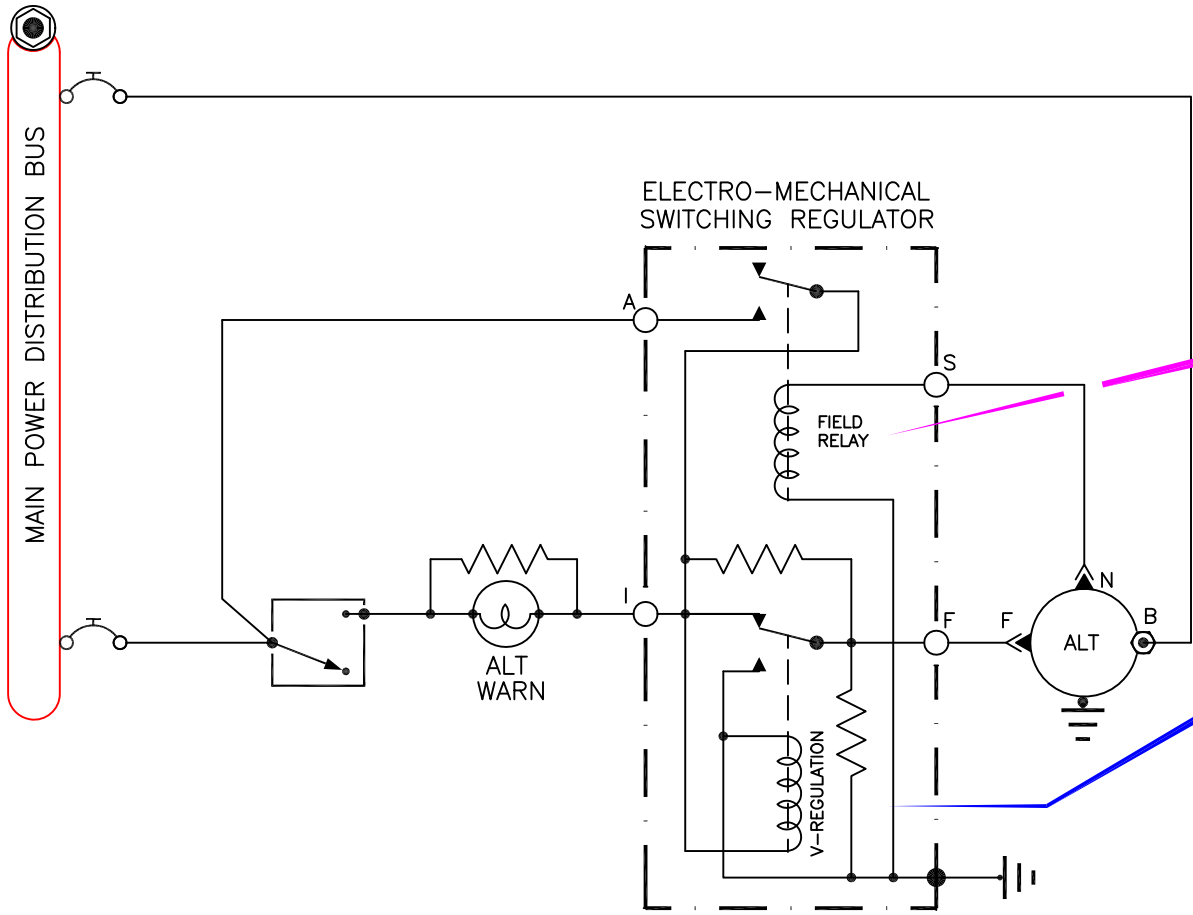 MAIN POWER DISTRIBUTION BUS
ELECTRO-MECHANICAL
SWITCHING REGULATOR
A
S
FIELD
RELAY
N
I
F
F
B
ALT
ALT
WARN
V-REGULATION